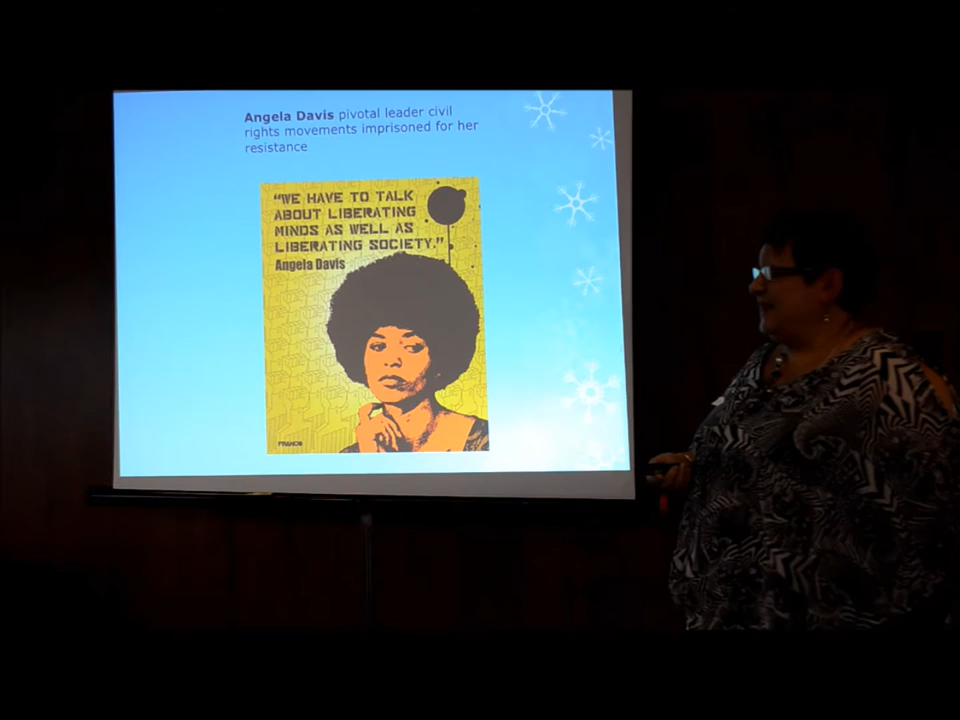 Angela Davis pivotal leader civil
rights movements imprisoned for her
resistance
“WE HAVE TO TALK
ABOUT LIBERATING
MINDS AS WELL AS
LIBERATING SOCIETY.”
Angela Davis